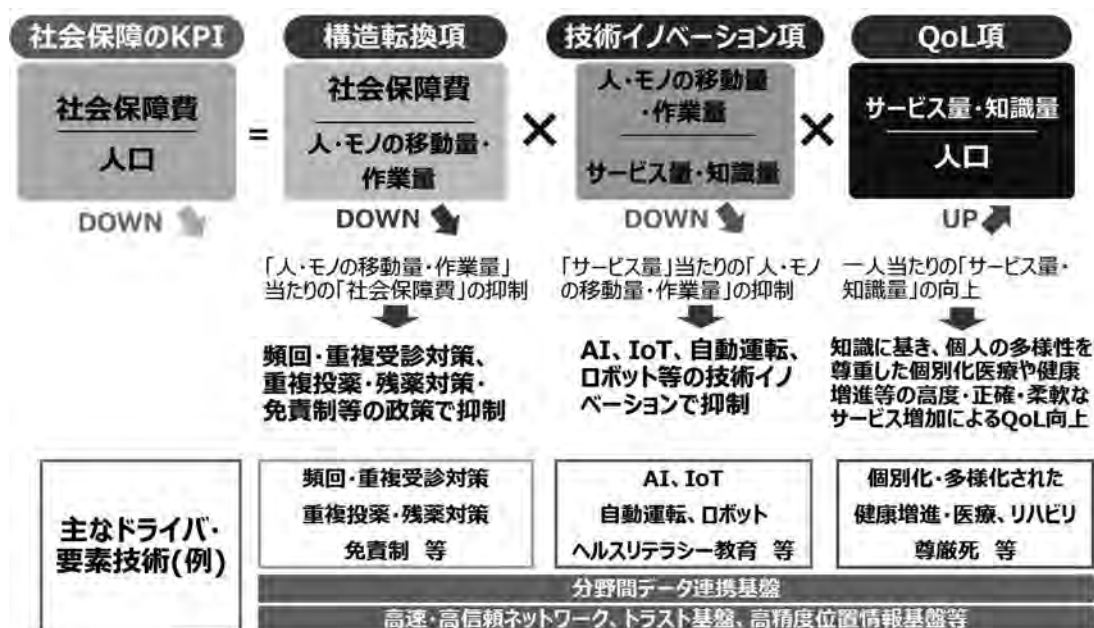 社会保障のKPI
構造転換項
技術イノベーション項
QoL項
社会保障費
人口
=
社会保障費
人・モノの移動量・
作業量
×
人・モノの移動量
・作業量
サービス量・知識量
×
サービス量・知識量
人口
DOWN
DOWN
DOWN
UP
「人・モノの移動量・作業量」
当たりの「社会保障費」の抑制
「サービス量」当たりの「人・モノ
の移動量・作業量」の抑制
一人当たりの「サービス量・
知識量」の向上
頻回・重複受診対策、
重複投薬・残薬対策・
免責制等の政策で抑制
AI、IoT、自動運転、
ロボット等の技術イノ
ベーションで抑制
知識に基き、個人の多様性を
尊重した個別化医療や健康
増進等の高度・正確・柔軟な
サービス増加によるQoL向上
主なドライバ・
要素技術(例)
頻回・重複受診対策
重複投薬・残薬対策
免責制 等
AI、IoT
自動運転、ロボット
ヘルスリテラシー教育 等
個別化・多様化された
健康増進・医療、リハビリ
尊厳死 等
分野間データ連携基盤
高速・高信頼ネットワーク、トラスト基盤、高精度位置情報基盤等